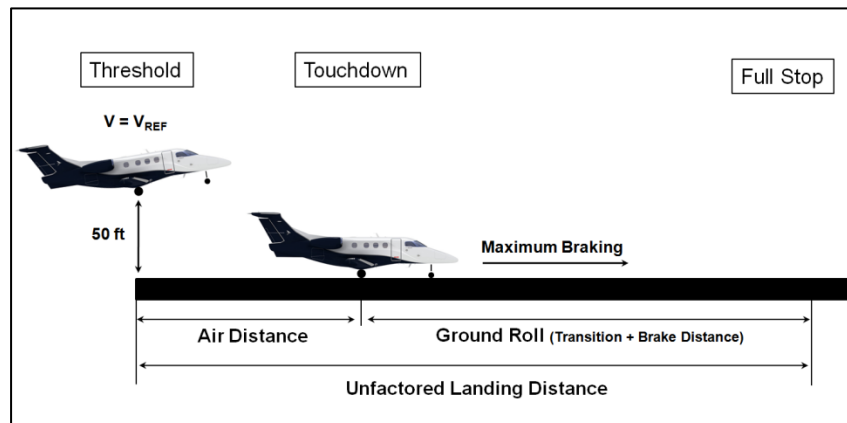 Threshold
Touchdown
Full Stop
V = VREF
50 ft
Maximum Braking
Air Distance
Ground Roll (Transition + Brake Distance)
Unfactored Landing Distance